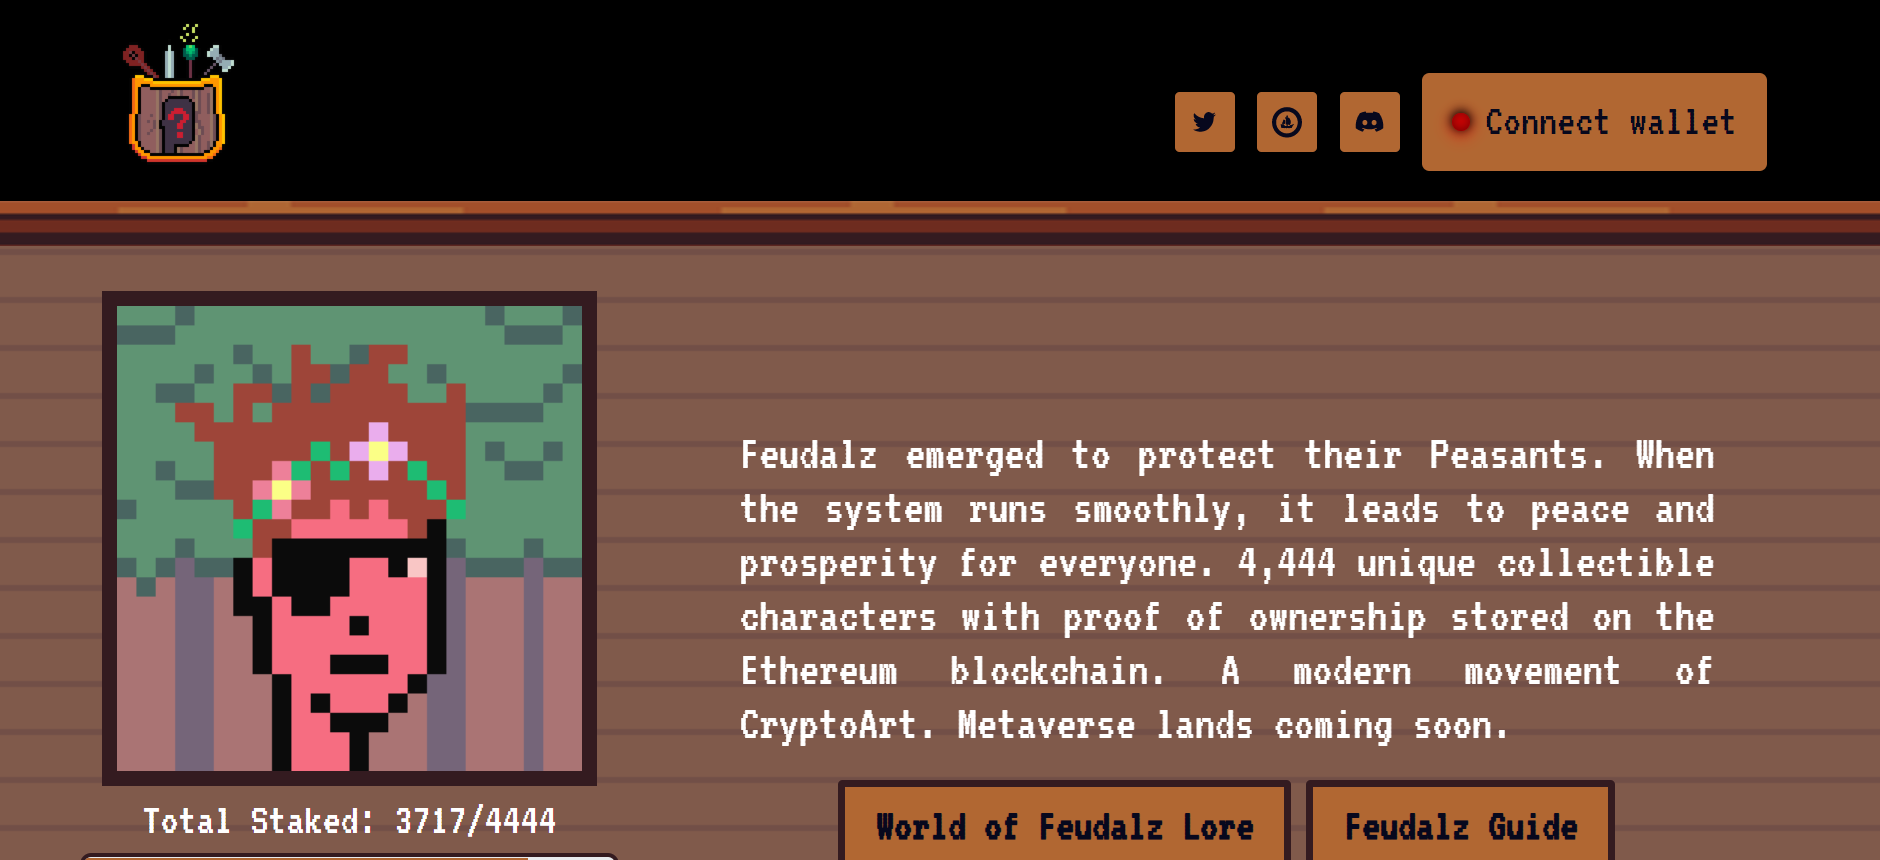 ?
Connect wallet
Feudalz emerged to protect their Peasants. When
the system runs smoothly, it leads to peace and
prosperity for everyone. 4,444 unique collectible
characters with proof of ownership stored on the
Ethereum blockchain. A modern movement of
CryptoArt. Metaverse lands coming soon.
Total Staked: 3717/4444
World of Feudalz Lore
Feudalz Guide